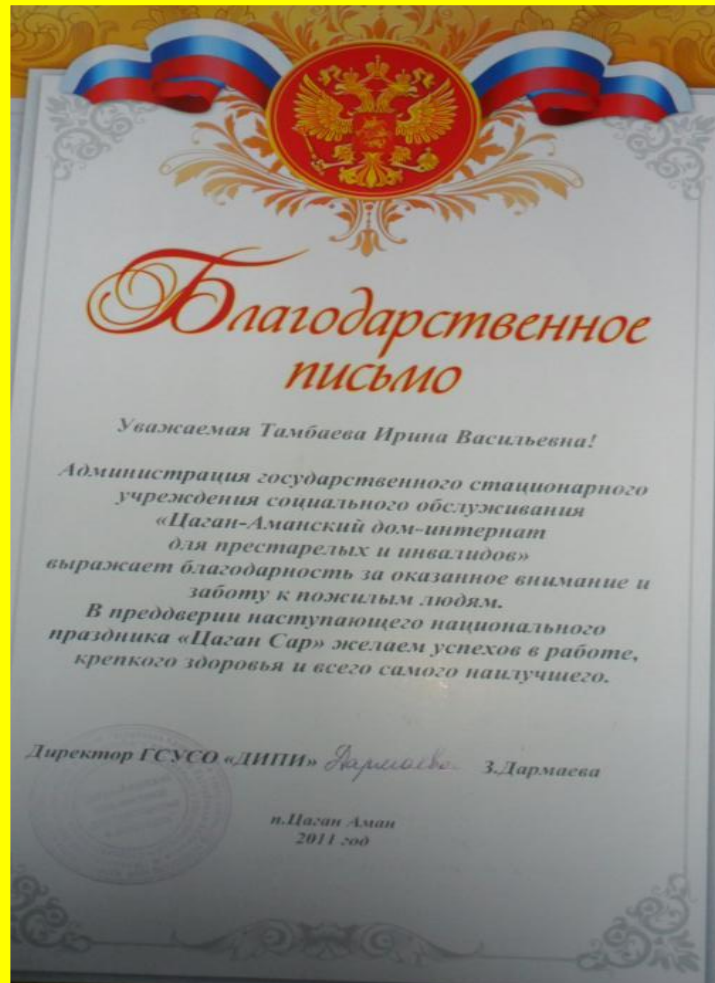 Благодарственное
письмо
Уважаемая Тамбаева Ирина Васильевна!
Администрация государственного стационарного
учреждения социального обслуживания
«Цаган-Аманский дом-интернат
для престарелых и инвалидов»
выражает благодарность за оказанное внимание и
заботу к пожилым людям.
В преддверии наступающего национального
праздника «Цаган Сар» желаем успехов в работе,
крепкого здоровья и всего самого наилучшего.
Директор ГСУСО «ДИПИ» Дармаева З.Дармаева
п.Цаган Аман
2011 год